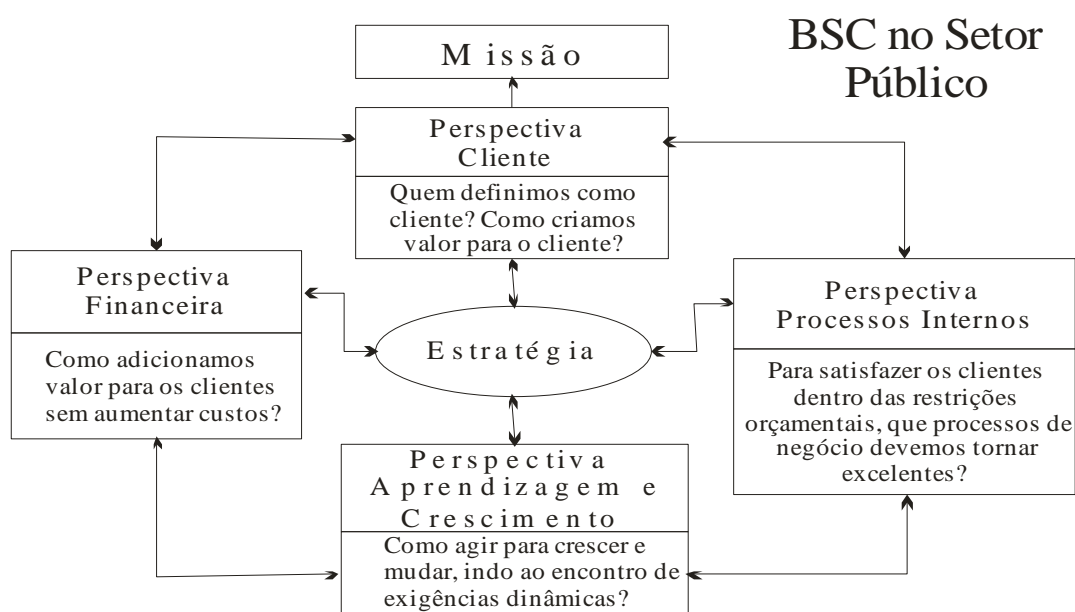 BSC no Setor
Público
Missão
Perspectiva
Cliente
Quem definimos como
cliente? Como criamos
valor para o cliente?
Perspectiva
Financeira
Como adicionamos
valor para os clientes
sem aumentar custos?
Estratégia
Perspectiva
Processos Internos
Para satisfazer os clientes
dentro das restrições
orçamentais, que processos de
negócio devemos tornar
excelentes?
Perspectiva
Aprendizagem e
Crescimento
Como agir para crescer e
mudar, indo ao encontro de
exigências dinâmicas?